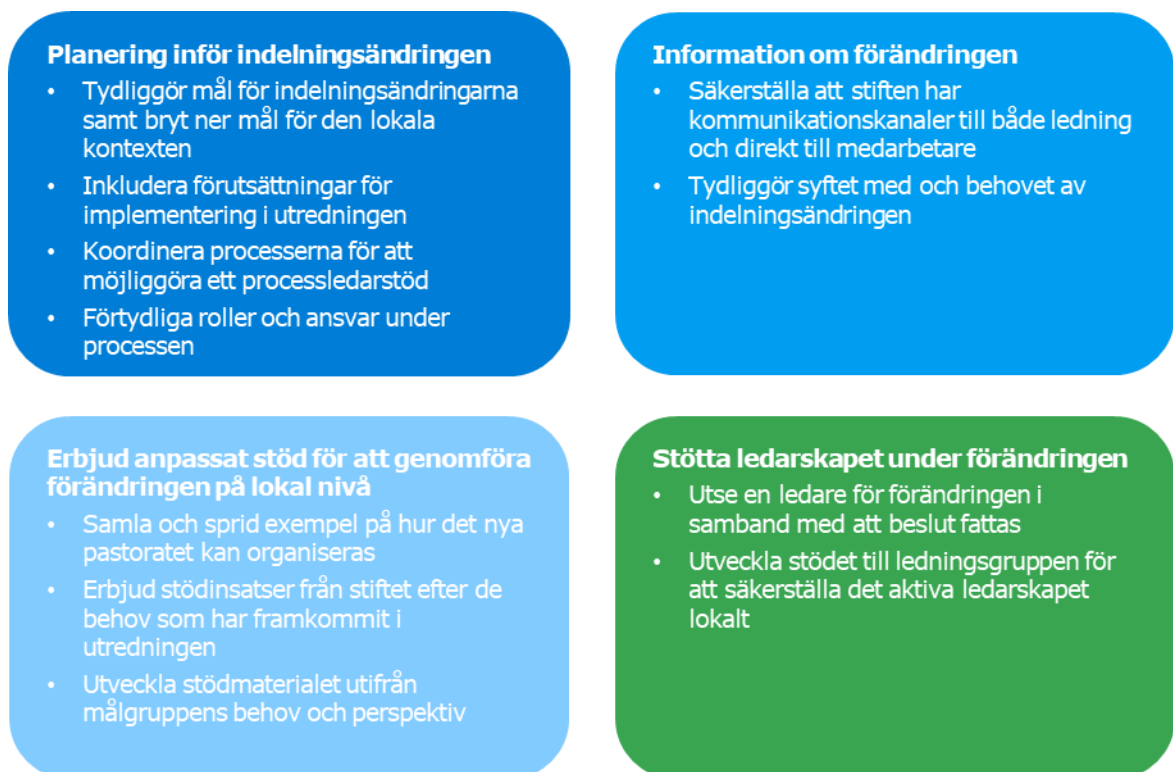 Planering inför indelningsändringen
• Tydliggör mål för indelningsändringarna
samt bryt ner mål för den lokala
kontexten
• Inkludera förutsättningar för
implementering i utredningen
• Koordinera processerna för att
möjliggöra ett processledarstöd
• Förtydliga roller och ansvar under
processen
Information om förändringen
• Säkerställa att stiften har
kommunikationskanaler till både ledning
och direkt till medarbetare
• Tydliggör syftet med och behovet av
indelningsändringen
Erbjud anpassat stöd för att genomföra
förändringen på lokal nivå
• Samla och sprid exempel på hur det nya
pastoratet kan organiseras
• Erbjud stödinsatser från stiftet efter de
behov som har framkommit i
utredningen
• Utveckla stödmaterialet utifrån
målgruppens behov och perspektiv
Stötta ledarskapet under förändringen
• Utse en ledare för förändringen i
samband med att beslut fattas
• Utveckla stödet till ledningsgruppen för
att säkerställa det aktiva ledarskapet
lokalt